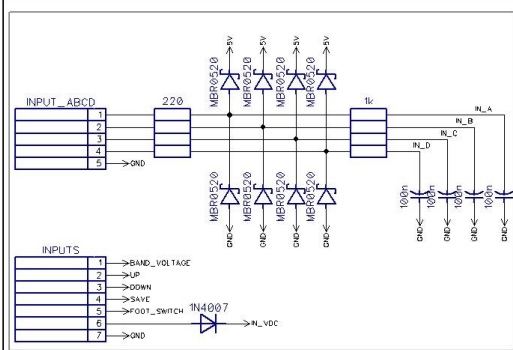 5V 5V 5V 5V
MBR0520 MBR0520 MBR0520 MBR0520
INPUT_ABCD 220 1k
1 IN_A
2 IN_B
3 IN_C
4 IN_D
5 GND
MBR0520 MBR0520 MBR0520 MBR0520
100n 100n 100n 100n
GND GND GND GND
GND GND GND GND
INPUTS
1 BAND_VOLTAGE
2 UP
3 DOWN
4 SAVE
5 FOOT_SWITCH 1N4007
6 IN_VDC
7 GND